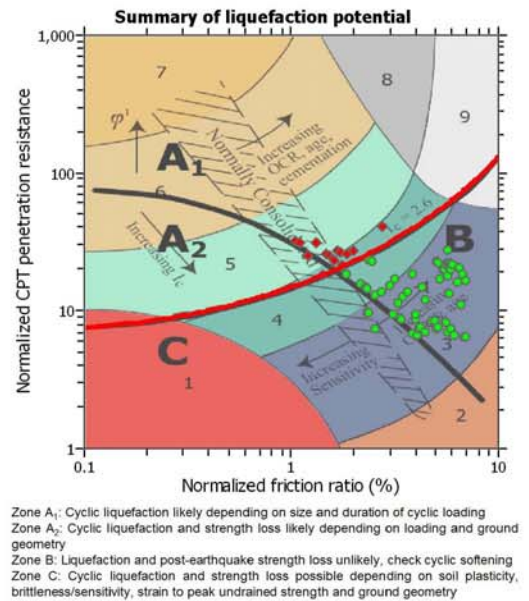 Summary of liquefaction potential
1,000
7
8
9
φ'
Increasing
OCR, age,
cementation
A1
Normally Consolidated
100
6
A2
Increasing Ic
Ic = 2.6
B
5
10
4
3
C
1
Increasing
Sensitivity
2
1
0.1
1
10
Normalized CPT penetration resistance
Normalized friction ratio (%)
Zone A1: Cyclic liquefaction likely depending on size and duration of cyclic loading
Zone A2: Cyclic liquefaction and strength loss likely depending on loading and ground
geometry
Zone B: Liquefaction and post-earthquake strength loss unlikely, check cyclic softening
Zone C: Cyclic liquefaction and strength loss possible depending on soil plasticity,
brittleness/sensitivity, strain to peak undrained strength and ground geometry